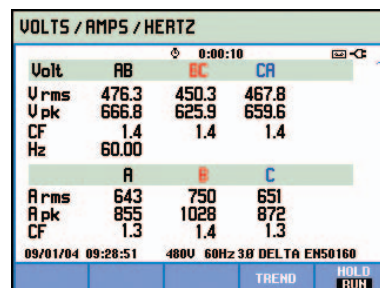 VOLTS / AMPS / HERTZ
0:00:10
Volt AB BC CA
V rms 476.3 450.3 467.8
V pk 666.8 625.9 659.6
CF 1.4 1.4 1.4
Hz 60.00
A B C
A rms 643 750 651
A pk 855 1028 872
CF 1.3 1.4 1.3
09/01/04 09:28:51 480V 60Hz 3Ø DELTA EN50160
TREND HOLD
RUN